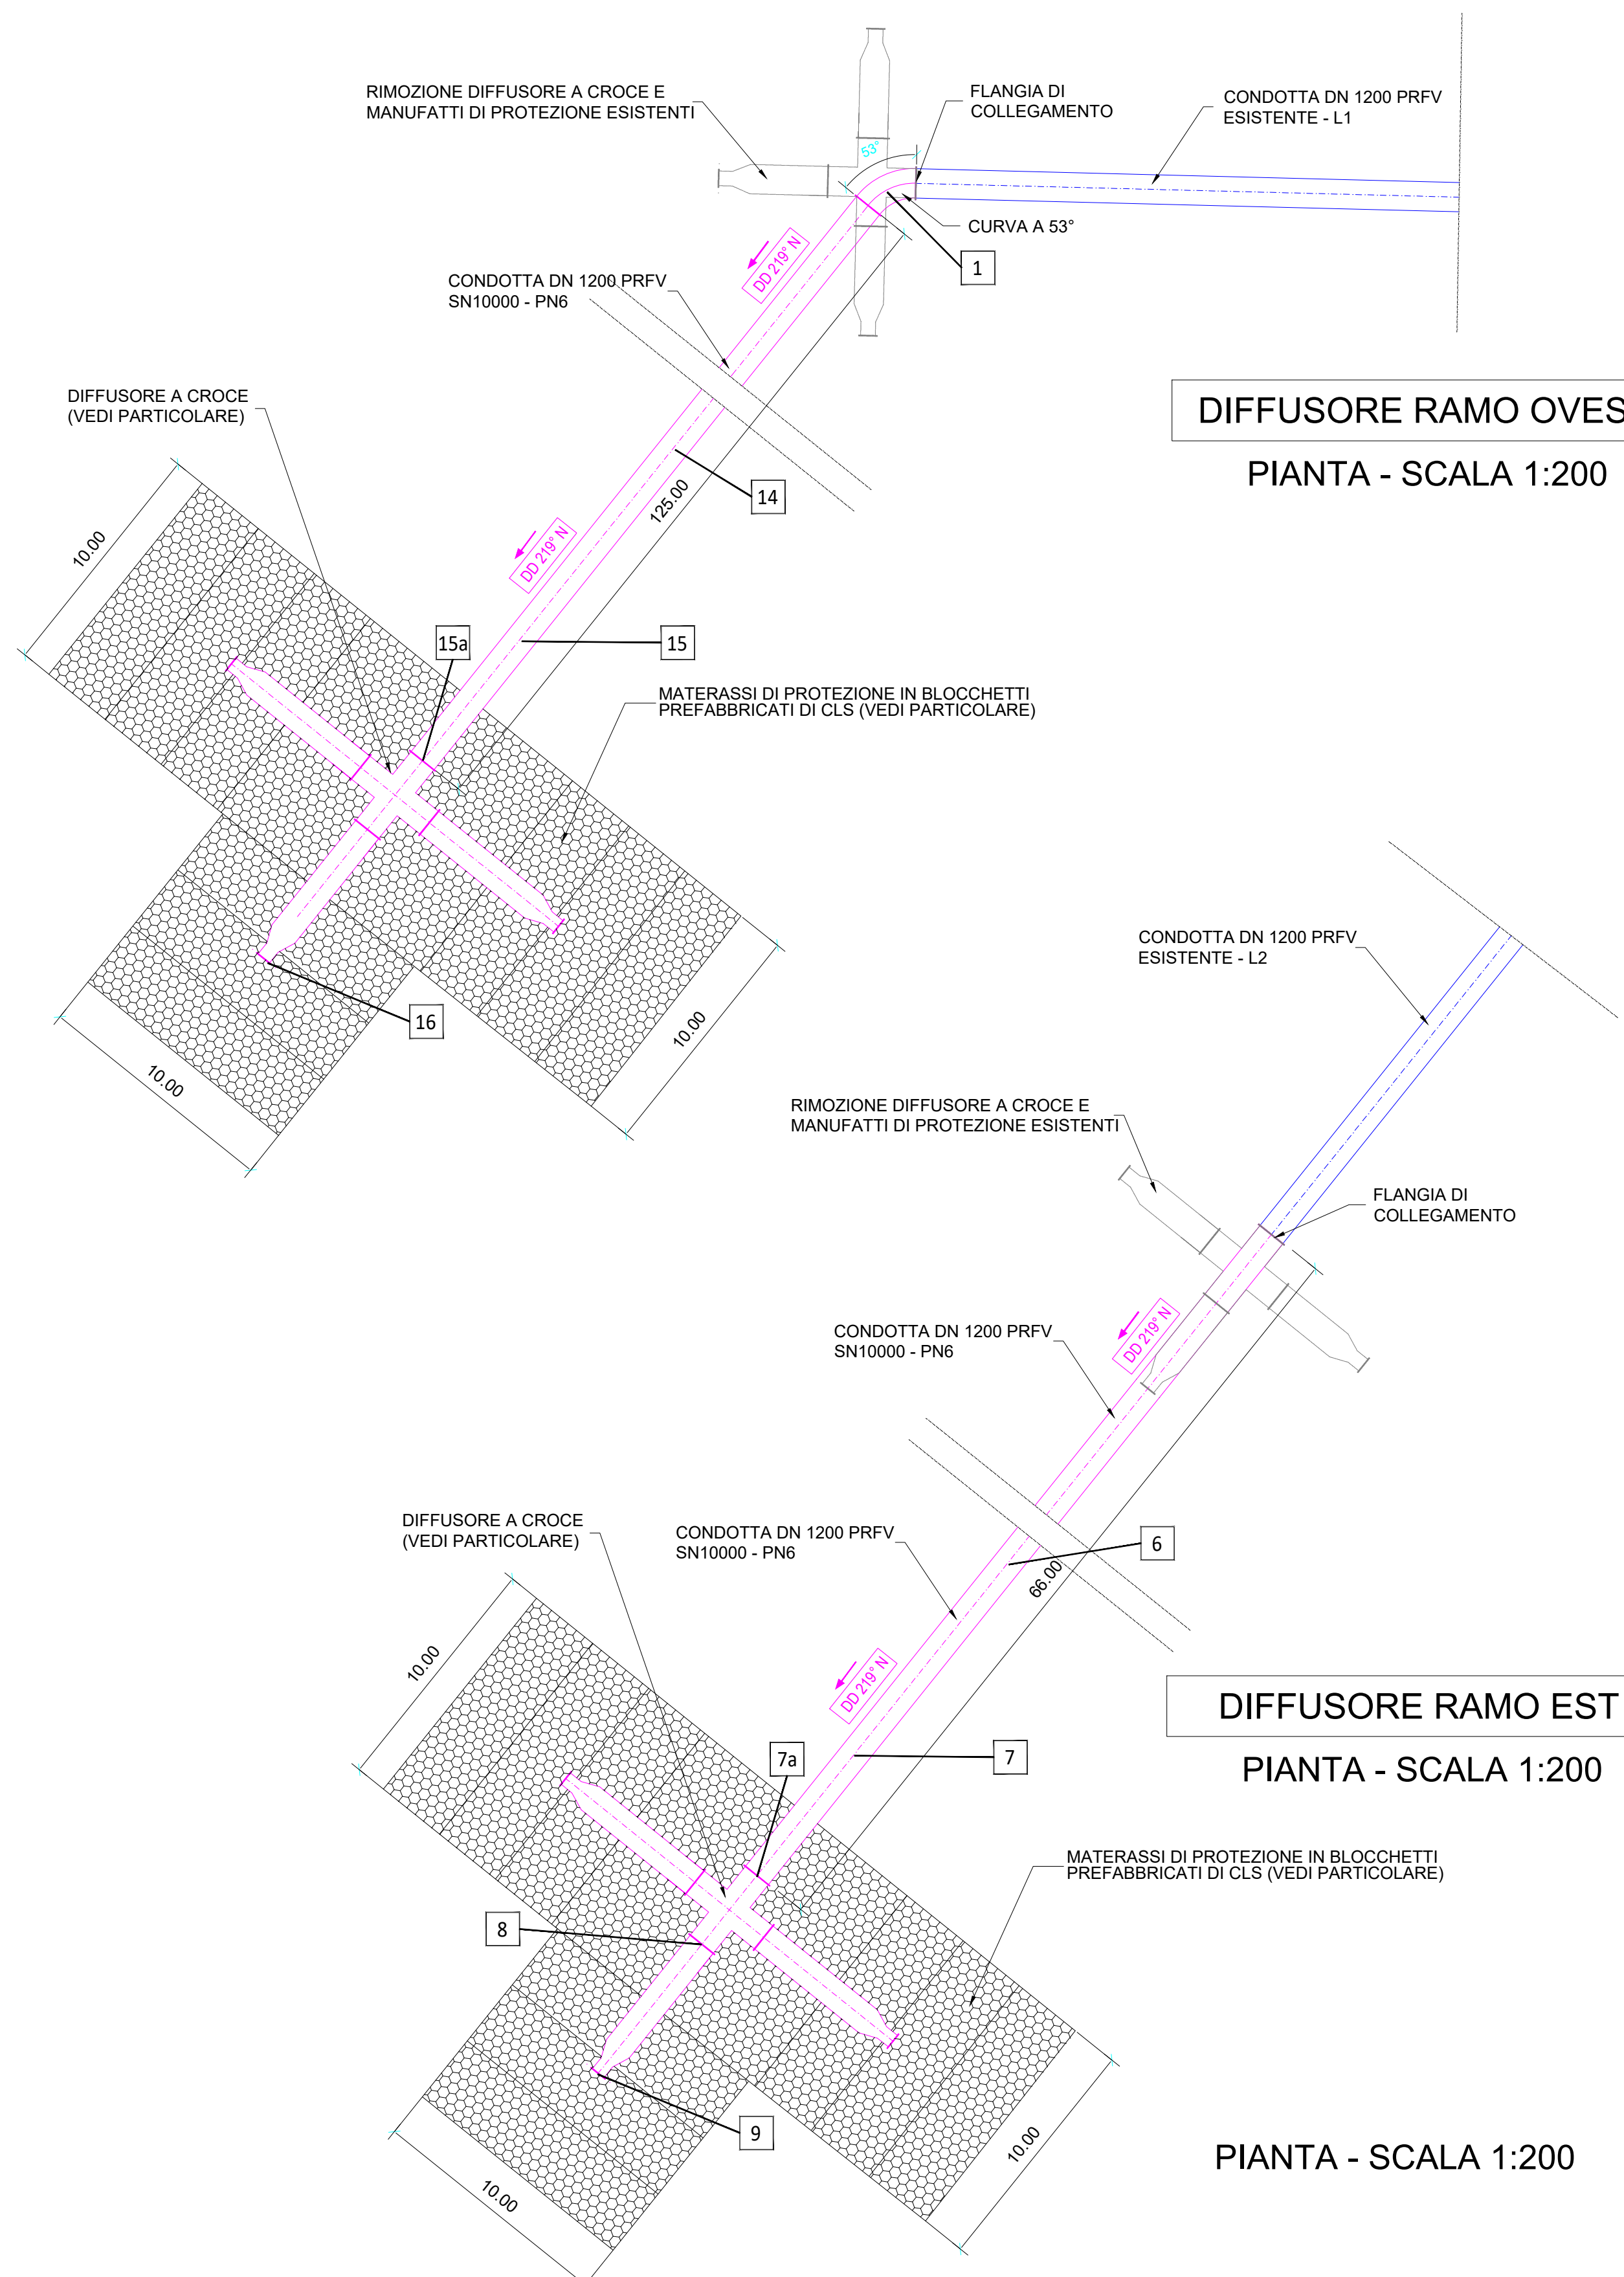 RIMOZIONE DIFFUSORE A CROCE E
MANUFATTI DI PROTEZIONE ESISTENTI
FLANGIA DI
COLLEGAMENTO
CONDOTTA DN 1200 PRFV
ESISTENTE - L1
53°
CURVA A 53°
1
DD 219° N
CONDOTTA DN 1200 PRFV
SN10000 - PN6
DIFFUSORE A CROCE
(VEDI PARTICOLARE)
DIFFUSORE RAMO OVES
PIANTA - SCALA 1:200
14
125.00
10.00
DD 219° N
15a
15
MATERASSI DI PROTEZIONE IN BLOCCHETTI
PREFABBRICATI DI CLS (VEDI PARTICOLARE)
16
10.00
10.00
CONDOTTA DN 1200 PRFV
ESISTENTE - L2
RIMOZIONE DIFFUSORE A CROCE E
MANUFATTI DI PROTEZIONE ESISTENTI
FLANGIA DI
COLLEGAMENTO
DD 219° N
CONDOTTA DN 1200 PRFV
SN10000 - PN6
DIFFUSORE A CROCE
(VEDI PARTICOLARE)
CONDOTTA DN 1200 PRFV
SN10000 - PN6
6
66.00
10.00
DD 219° N
DIFFUSORE RAMO EST
PIANTA - SCALA 1:200
7a
7
MATERASSI DI PROTEZIONE IN BLOCCHETTI
PREFABBRICATI DI CLS (VEDI PARTICOLARE)
8
9
10.00
10.00
PIANTA - SCALA 1:200